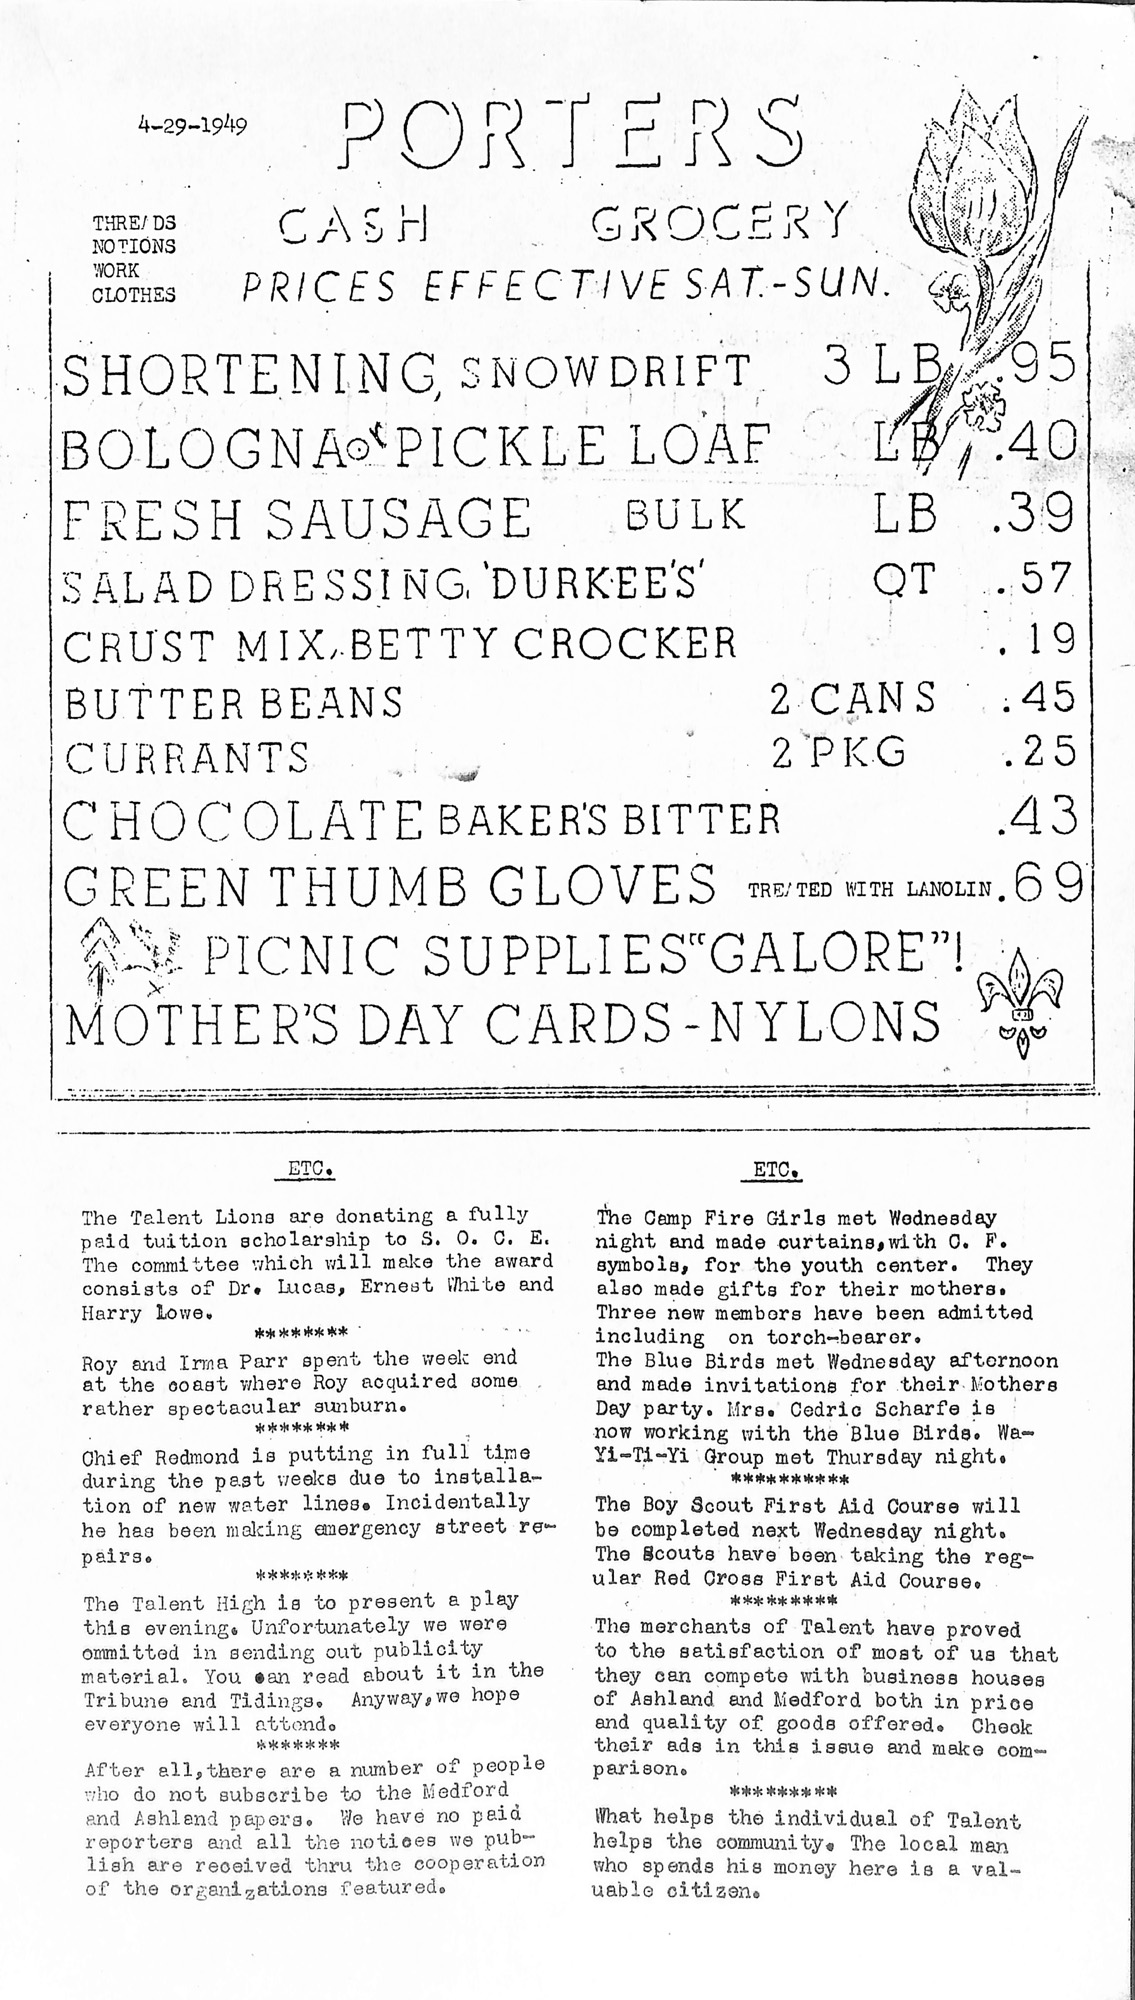 4-29-1949
PORTERS
THREADS
NOTIONS
WORK
CLOTHES
CASH GROCERY
PRICES EFFECTIVE SAT.-SUN.
SHORTENING, SNOWDRIFT 3 LB .95
BOLOGNA or PICKLE LOAF LB .40
FRESH SAUSAGE BULK LB .39
SALAD DRESSING, 'DURKEE'S' QT .57
CRUST MIX, BETTY CROCKER .19
BUTTER BEANS 2 CANS .45
CURRANTS 2 PKG .25
CHOCOLATE BAKER'S BITTER .43
GREEN THUMB GLOVES TREATED WITH LANOLIN .69
PICNIC SUPPLIES "GALORE"!
MOTHER'S DAY CARDS - NYLONS
ETC.
The Talent Lions are donating a fully
paid tuition scholarship to S. O. C. E.
The committee which will make the award
consists of Dr. Lucas, Ernest White and
Harry Lowe.
********
Roy and Irma Parr spent the week end
at the coast where Roy acquired some
rather spectacular sunburn.
********
Chief Redmond is putting in full time
during the past weeks due to installa-
tion of new water lines. Incidentally
he has been making emergency street re-
pairs.
********
The Talent High is to present a play
this evening. Unfortunately we were
ommitted in sending out publicity
material. You can read about it in the
Tribune and Tidings. Anyway, we hope
everyone will attend.
*******
After all, there are a number of people
who do not subscribe to the Medford
and Ashland papers. We have no paid
reporters and all the notices we pub-
lish are received thru the cooperation
of the organizations featured.
ETC.
The Camp Fire Girls met Wednesday
night and made curtains, with C. F.
symbols, for the youth center. They
also made gifts for their mothers.
Three new members have been admitted
including on torch-bearer.
The Blue Birds met Wednesday afternoon
and made invitations for their Mothers
Day party. Mrs. Cedric Scharfe is
now working with the Blue Birds. Wa-
Yi-Ti-Yi Group met Thursday night.
**********
The Boy Scout First Aid Course will
be completed next Wednesday night.
The Scouts have been taking the reg-
ular Red Cross First Aid Course.
*********
The merchants of Talent have proved
to the satisfaction of most of us that
they can compete with business houses
of Ashland and Medford both in price
and quality of goods offered. Check
their ads in this issue and make com-
parison.
*********
What helps the individual of Talent
helps the community. The local man
who spends his money here is a val-
uable citizen.